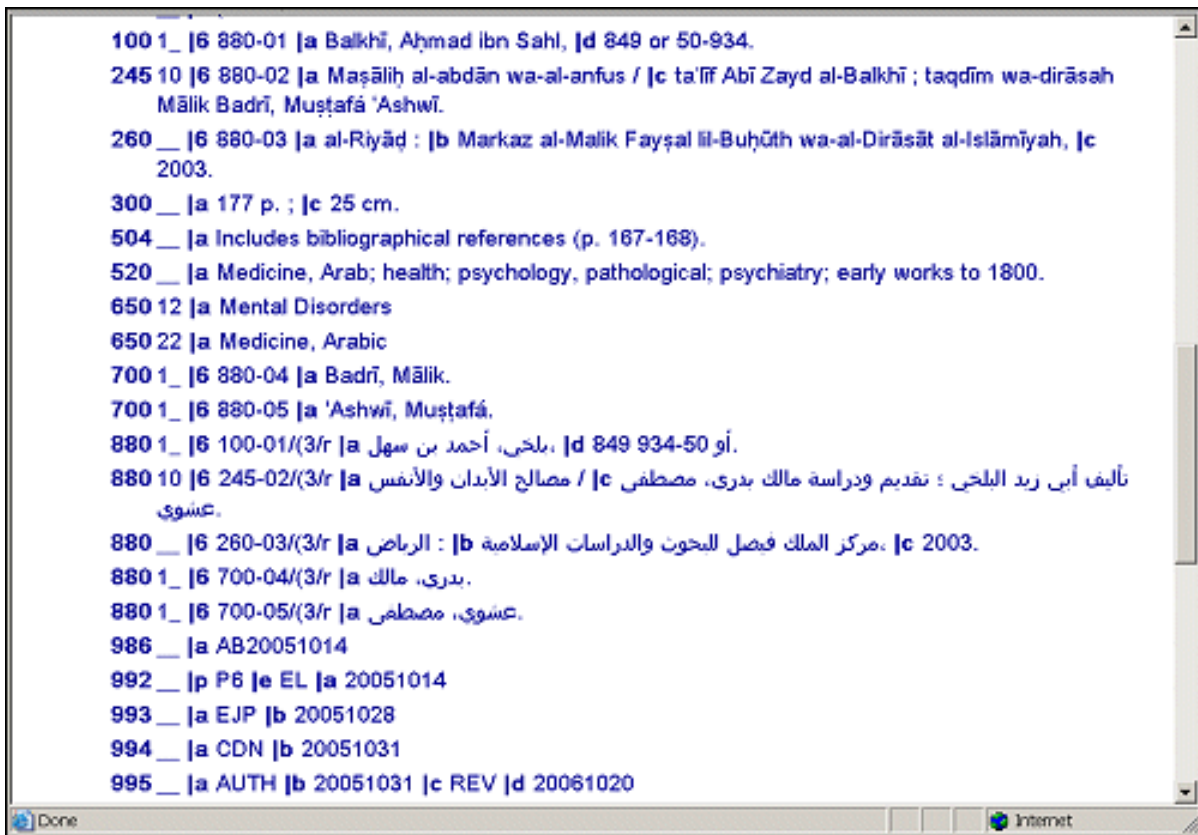 100 1_ |6 880-01 |a Balkhī, Aḥmad ibn Sahl, |d 849 or 50-934.
245 10 |6 880-02 |a Maṣāliḥ al-abdān wa-al-anfus / |c ta'līf Abī Zayd al-Balkhī ; taqdīm wa-dirāsah
Mālik Badrī, Muṣṭafá 'Ashwī.
260 __ |6 880-03 |a al-Riyāḍ : |b Markaz al-Malik Fayṣal lil-Buḥūth wa-al-Dirāsāt al-Islāmīyah, |c
2003.
300 __ |a 177 p. ; |c 25 cm.
504 __ |a Includes bibliographical references (p. 167-168).
520 __ |a Medicine, Arab; health; psychology, pathological; psychiatry; early works to 1800.
650 12 |a Mental Disorders
650 22 |a Medicine, Arabic
700 1_ |6 880-04 |a Badrī, Mālik.
700 1_ |6 880-05 |a 'Ashwī, Muṣṭafá.
880 1_ |6 100-01/(3/r |a بلخى، أحمد بن سهل، |d 849 أو 50-934.
880 10 |6 245-02/(3/r |a مصالح الأبدان والأنفس / |c تأليف أبى زيد البلخى ؛ تقديم ودراسة مالك بدرى، مصطفى
عشوي.
880 __ |6 260-03/(3/r |a الرياض : |b مركز الملك فيصل للبحوث والدراسات الإسلامية، |c 2003.
880 1_ |6 700-04/(3/r |a بدرى، مالك.
880 1_ |6 700-05/(3/r |a عشوي، مصطفى.
986 __ |a AB20051014
992 __ |p P6 |e EL |a 20051014
993 __ |a EJP |b 20051028
994 __ |a CDN |b 20051031
995 __ |a AUTH |b 20051031 |c REV |d 20061020
Done Internet